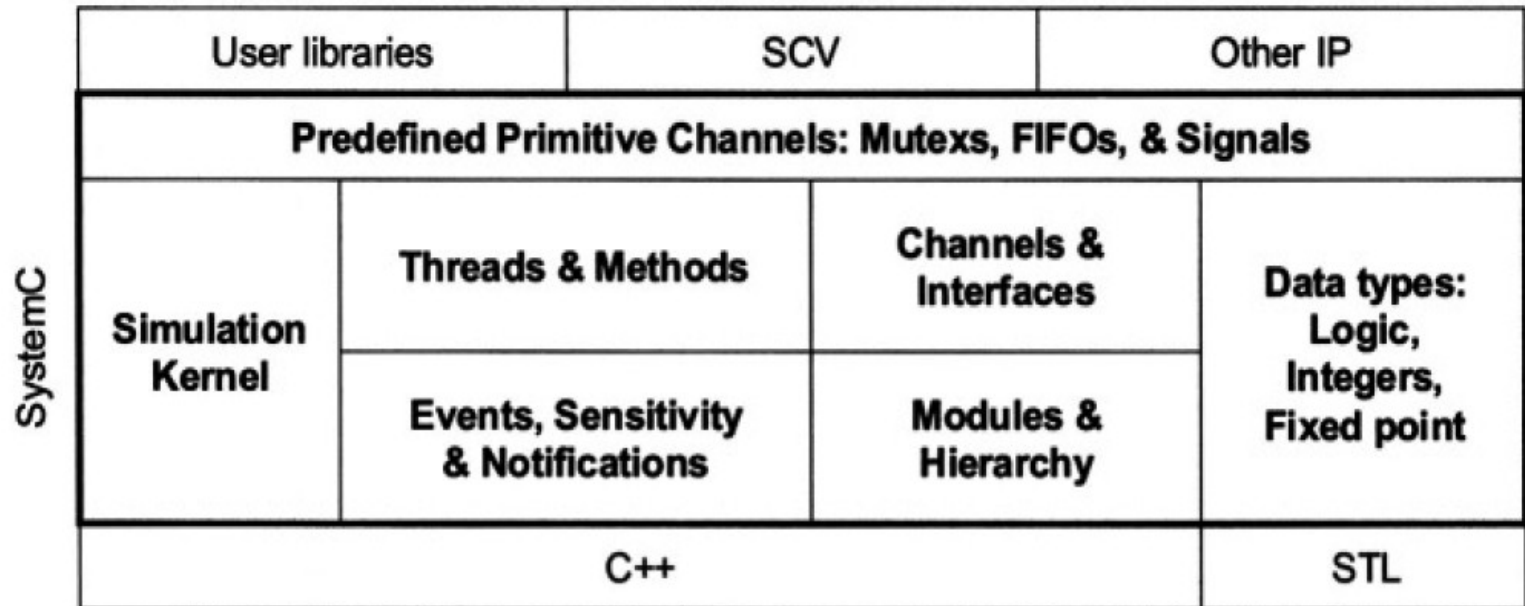 User libraries
SCV
Other IP
Predefined Primitive Channels: Mutexs, FIFOs, & Signals
SystemC
Simulation
Kernel
Threads & Methods
Channels &
Interfaces
Events, Sensitivity
& Notifications
Modules &
Hierarchy
Data types:
Logic,
Integers,
Fixed point
C++
STL